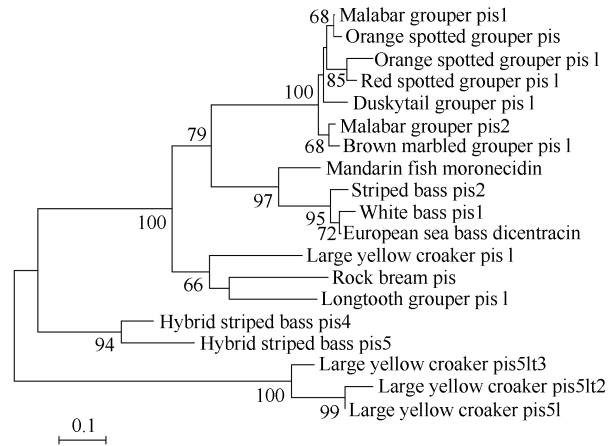 68 Malabar grouper pis1
Orange spotted grouper pis
Orange spotted grouper pis l
85 Red spotted grouper pis l
100
Duskytail grouper pis l
Malabar grouper pis2
68 Brown marbled grouper pis l
79
Mandarin fish moronecidin
97
Striped bass pis2
95
White bass pis1
72 European sea bass dicentracin
100
Large yellow croaker pis l
Rock bream pis
66
Longtooth grouper pis l
Hybrid striped bass pis4
94
Hybrid striped bass pis5
Large yellow croaker pis5lt3
100
Large yellow croaker pis5lt2
99 Large yellow croaker pis5l
0.1